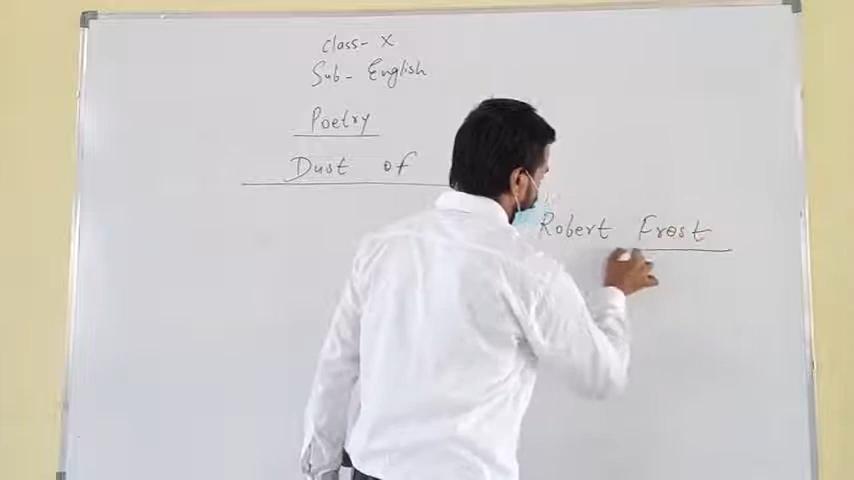 Class- X
Sub- English
Poetry
Dust of
Robert Frost